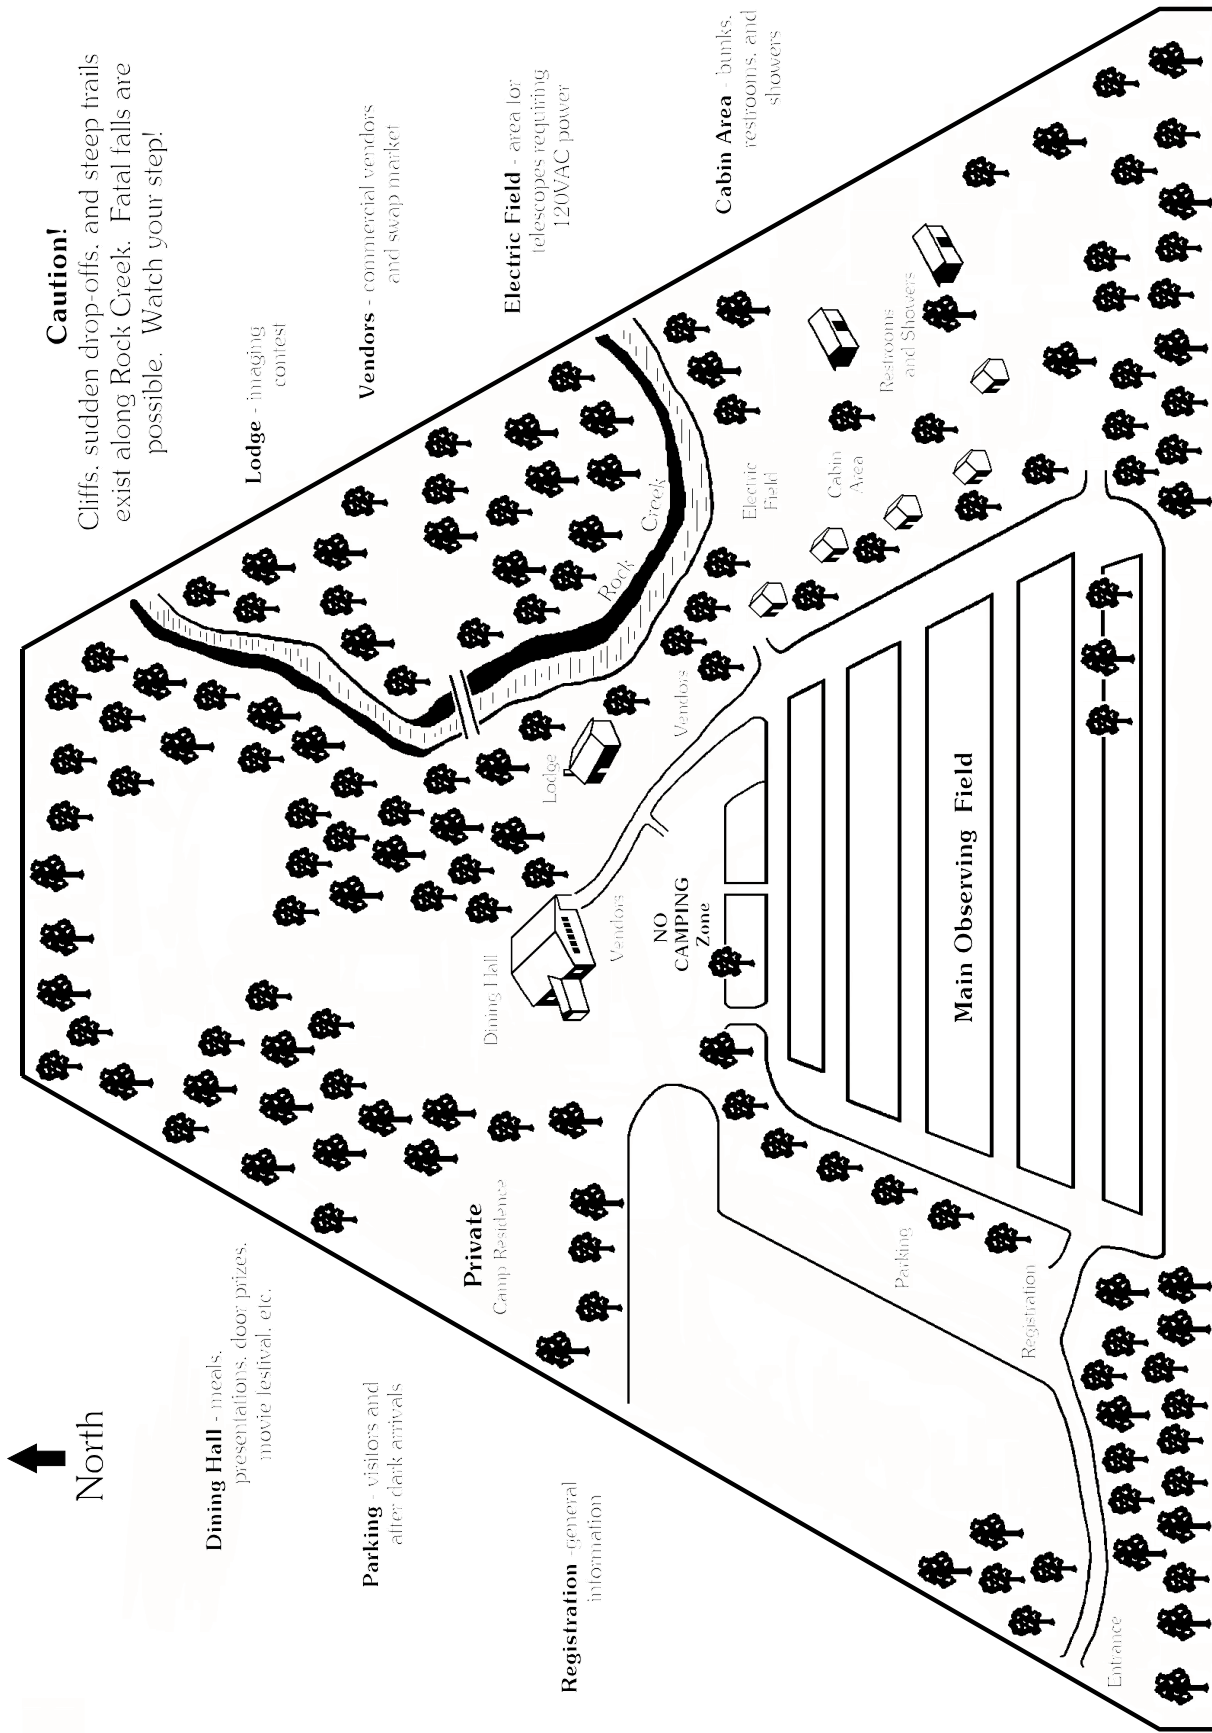 North
Dining Hall - meals,
presentations, door prizes,
movie festival, etc.
Parking - visitors and
after dark arrivals
Registration -general
information
Caution!
Cliffs, sudden drop-offs, and steep trails
exist along Rock Creek. Fatal falls are
possible. Watch your step!
Lodge - imaging
contest
Vendors - commercial vendors
and swap market
Electric Field - area for
telescopes requiring
120VAC power
Cabin Area - bunks,
restrooms, and
showers
Private
Camp Residence
Dining Hall
Lodge
Rock Creek
Vendors
Vendors
Electric
Field
Cabin
Area
Restrooms
and Showers
NO
CAMPING
Zone
Parking
Main Observing Field
Registration
Entrance